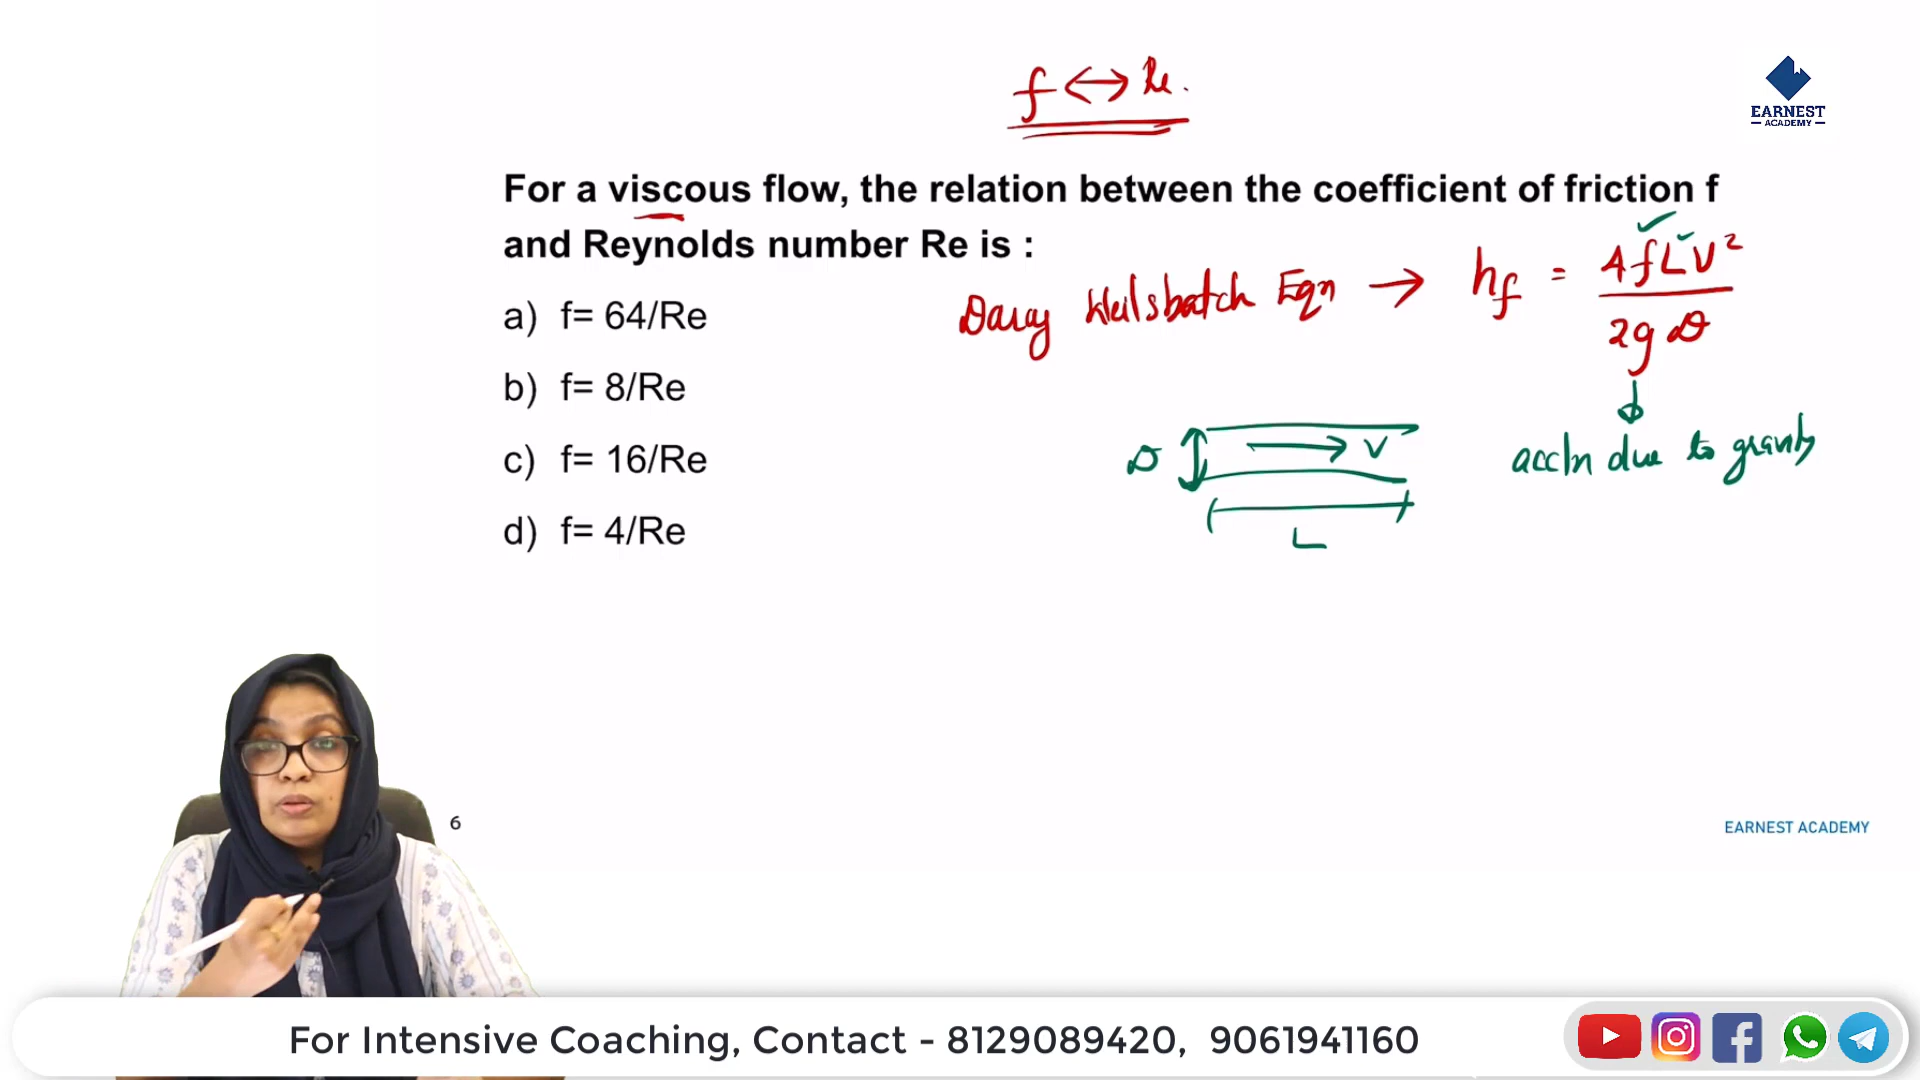 f ↔ Re.
EARNEST
ACADEMY
For a viscous flow, the relation between the coefficient of friction f
and Reynolds number Re is :
Darcy Weisbatch Eqn → hf = 4fLV² / 2gD
a) f= 64/Re
b) f= 8/Re
c) f= 16/Re
d) f= 4/Re
D → V
L
accln due to gravity
6
EARNEST ACADEMY
For Intensive Coaching, Contact - 8129089420, 9061941160